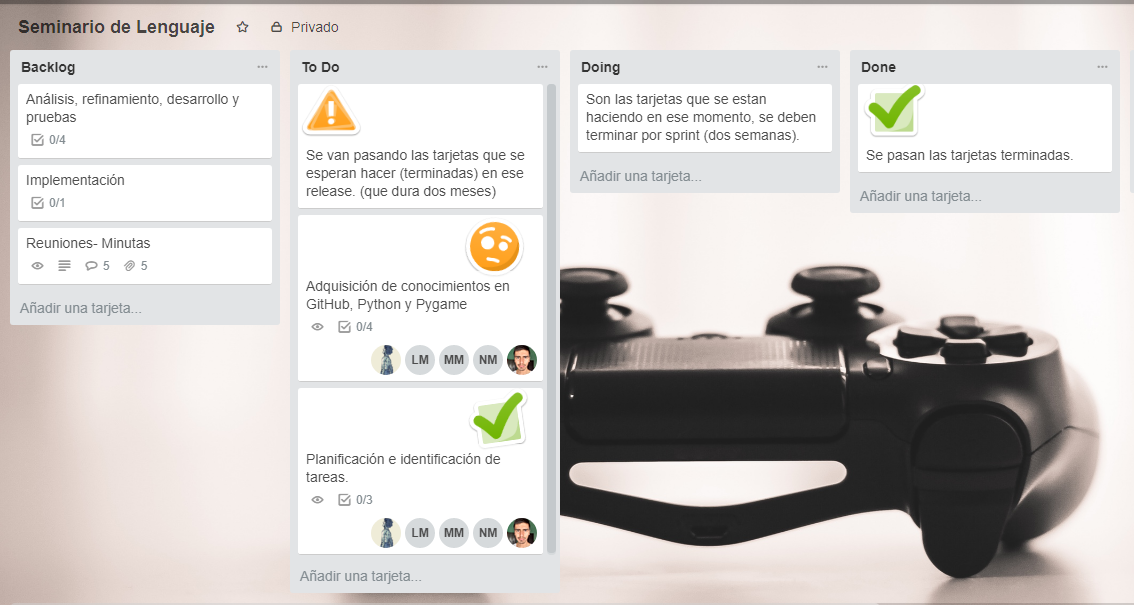 Seminario de Lenguaje
Privado
Backlog
Análisis, refinamiento, desarrollo y
pruebas
0/4
Implementación
0/1
Reuniones- Minutas
5 5
Añadir una tarjeta...
To Do
Se van pasando las tarjetas que se
esperan hacer (terminadas) en ese
release. (que dura dos meses)
Adquisición de conocimientos en
GitHub, Python y Pygame
0/4
LM MM NM
Planificación e identificación de
tareas.
0/3
LM MM NM
Añadir una tarjeta...
Doing
Son las tarjetas que se estan
haciendo en ese momento, se deben
terminar por sprint (dos semanas).
Añadir una tarjeta...
Done
Se pasan las tarjetas terminadas.
Añadir una tarjeta...